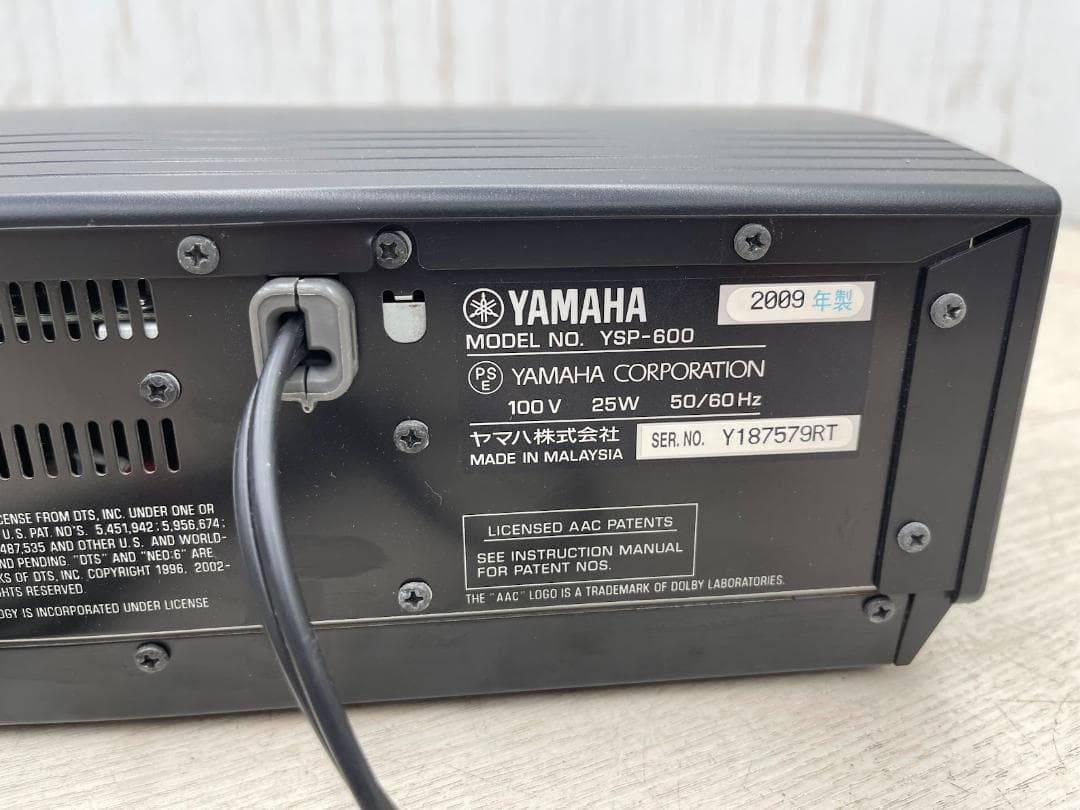 YAMAHA
2009 年製
MODEL NO. YSP-600
PS
E
YAMAHA CORPORATION
100 V 25W 50/60 Hz
ヤマハ株式会社
SER. NO. Y187579RT
MADE IN MALAYSIA
LICENSE FROM DTS, INC. UNDER ONE OR
U.S. PAT. NO'S. 5,451,942; 5,956,674;
487,535 AND OTHER U.S. AND WORLD-
PENDING. "DTS" AND "NEO:6" ARE
OF DTS, INC. COPYRIGHT 1996, 2002-
RESERVED.
IS INCORPORATED UNDER LICENSE
LICENSED AAC PATENTS
SEE INSTRUCTION MANUAL
FOR PATENT NOS.
THE "AAC" LOGO IS A TRADEMARK OF DOLBY LABORATORIES.